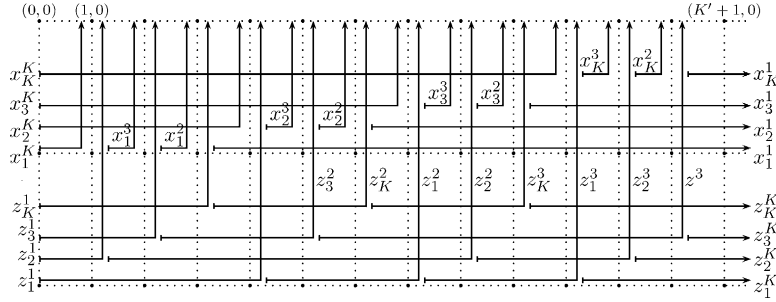 (0,0) (1,0) (K′+1,0)
x_K^K x_K^3 x_K^2 x_K^1
x_3^K x_3^3 x_3^2 x_3^1
x_2^K x_2^3 x_2^2 x_2^1
x_1^K x_1^3 x_1^2 x_1^1
z_3^2 z_K^2 z_1^2 z_2^2 z_K^3 z_1^3 z_2^3 z^3
z_K^1 z_K^K
z_3^1 z_3^K
z_2^1 z_2^K
z_1^1 z_1^K